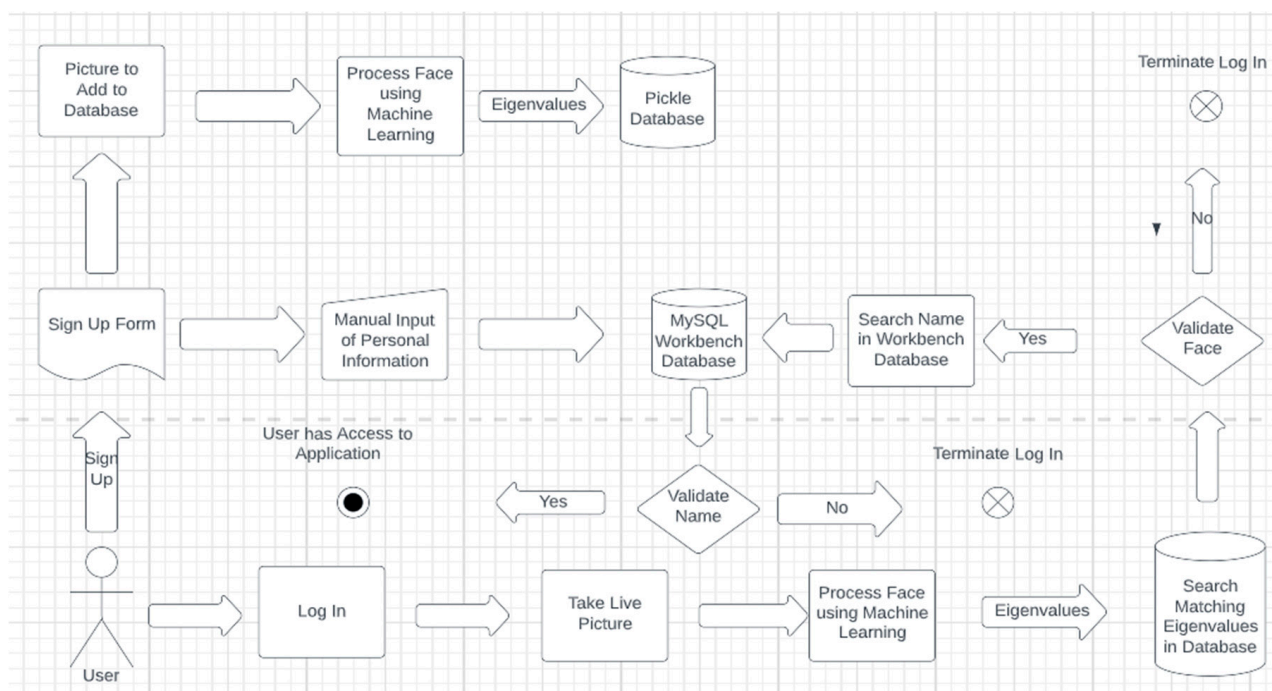 Picture to
Add to
Database
Process Face
using
Machine
Learning
Eigenvalues
Pickle
Database
Terminate Log In
No
Sign Up Form
Manual Input
of Personal
Information
MySQL
Workbench
Database
Search Name
in Workbench
Database
Yes
Validate
Face
Sign
Up
User has Access to
Application
Yes
Validate
Name
No
Terminate Log In
User
Log In
Take Live
Picture
Process Face
using Machine
Learning
Eigenvalues
Search
Matching
Eigenvalues
in Database